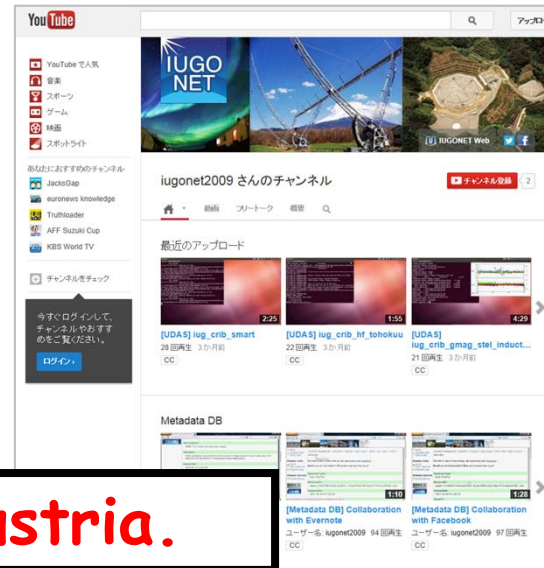 YouTube
アップロ
YouTube で人気
音楽
スポーツ
ゲーム
映画
スポットライト
あなたにおすすめのチャンネル
JacksGap
euronews knowledge
Truthloader
AFF Suzuki Cup
KBS World TV
チャンネルをチェック
今すぐログインして、
チャンネルやおすす
めをご覧ください。
ログイン ›
IUGO
NET
IUGONET Web
iugonet2009 さんのチャンネル
チャンネル登録 2
動画 フリートーク 概要
最近のアップロード
2:25
[UDAS] iug_crib_smart
28 回再生 3 か月前
CC
1:55
[UDAS] iug_crib_hf_tohokuu
22 回再生 3 か月前
CC
4:29
[UDAS]
iug_crib_gmag_stel_induct...
21 回再生 3 か月前
CC
Metadata DB
1:10
[Metadata DB] Collaboration
with Evernote
ユーザー名: iugonet2009 94 回再生
CC
1:28
[Metadata DB] Collaboration
with Facebook
ユーザー名: iugonet2009 97 回再生
CC
stria.